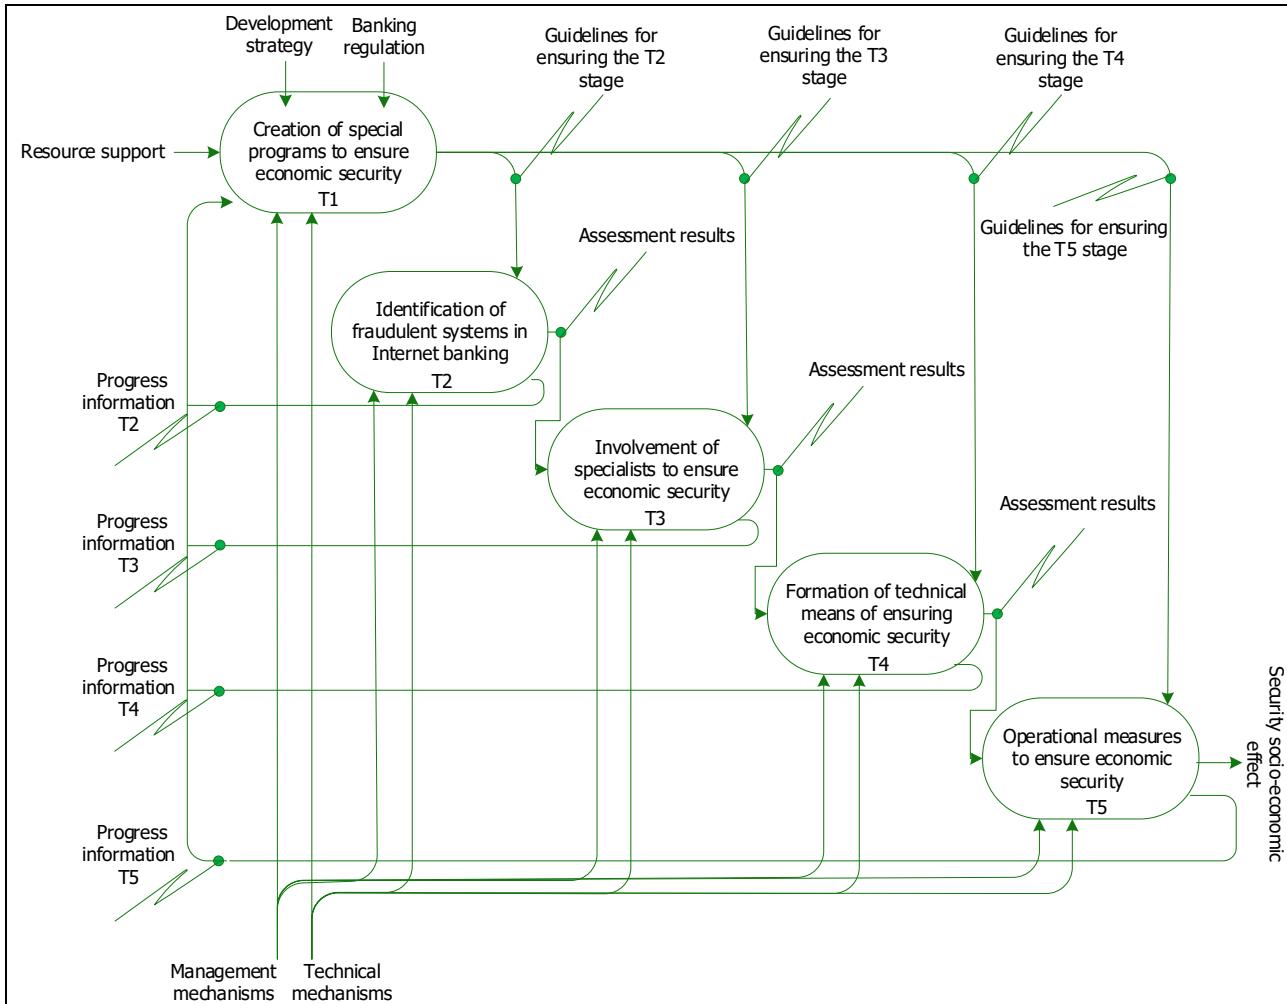 Development
strategy
Banking
regulation
Guidelines for
ensuring the T2
stage
Guidelines for
ensuring the T3
stage
Guidelines for
ensuring the T4
stage
Resource support
Creation of special
programs to ensure
economic security
T1
Guidelines for ensuring
the T5 stage
Assessment results
Identification of
fraudulent systems in
Internet banking
T2
Progress
information
T2
Assessment results
Involvement of
specialists to ensure
economic security
T3
Progress
information
T3
Assessment results
Formation of technical
means of ensuring
economic security
T4
Progress
information
T4
Operational measures
to ensure economic
security
T5
Security socio-economic
effect
Progress
information
T5
Management
mechanisms
Technical
mechanisms